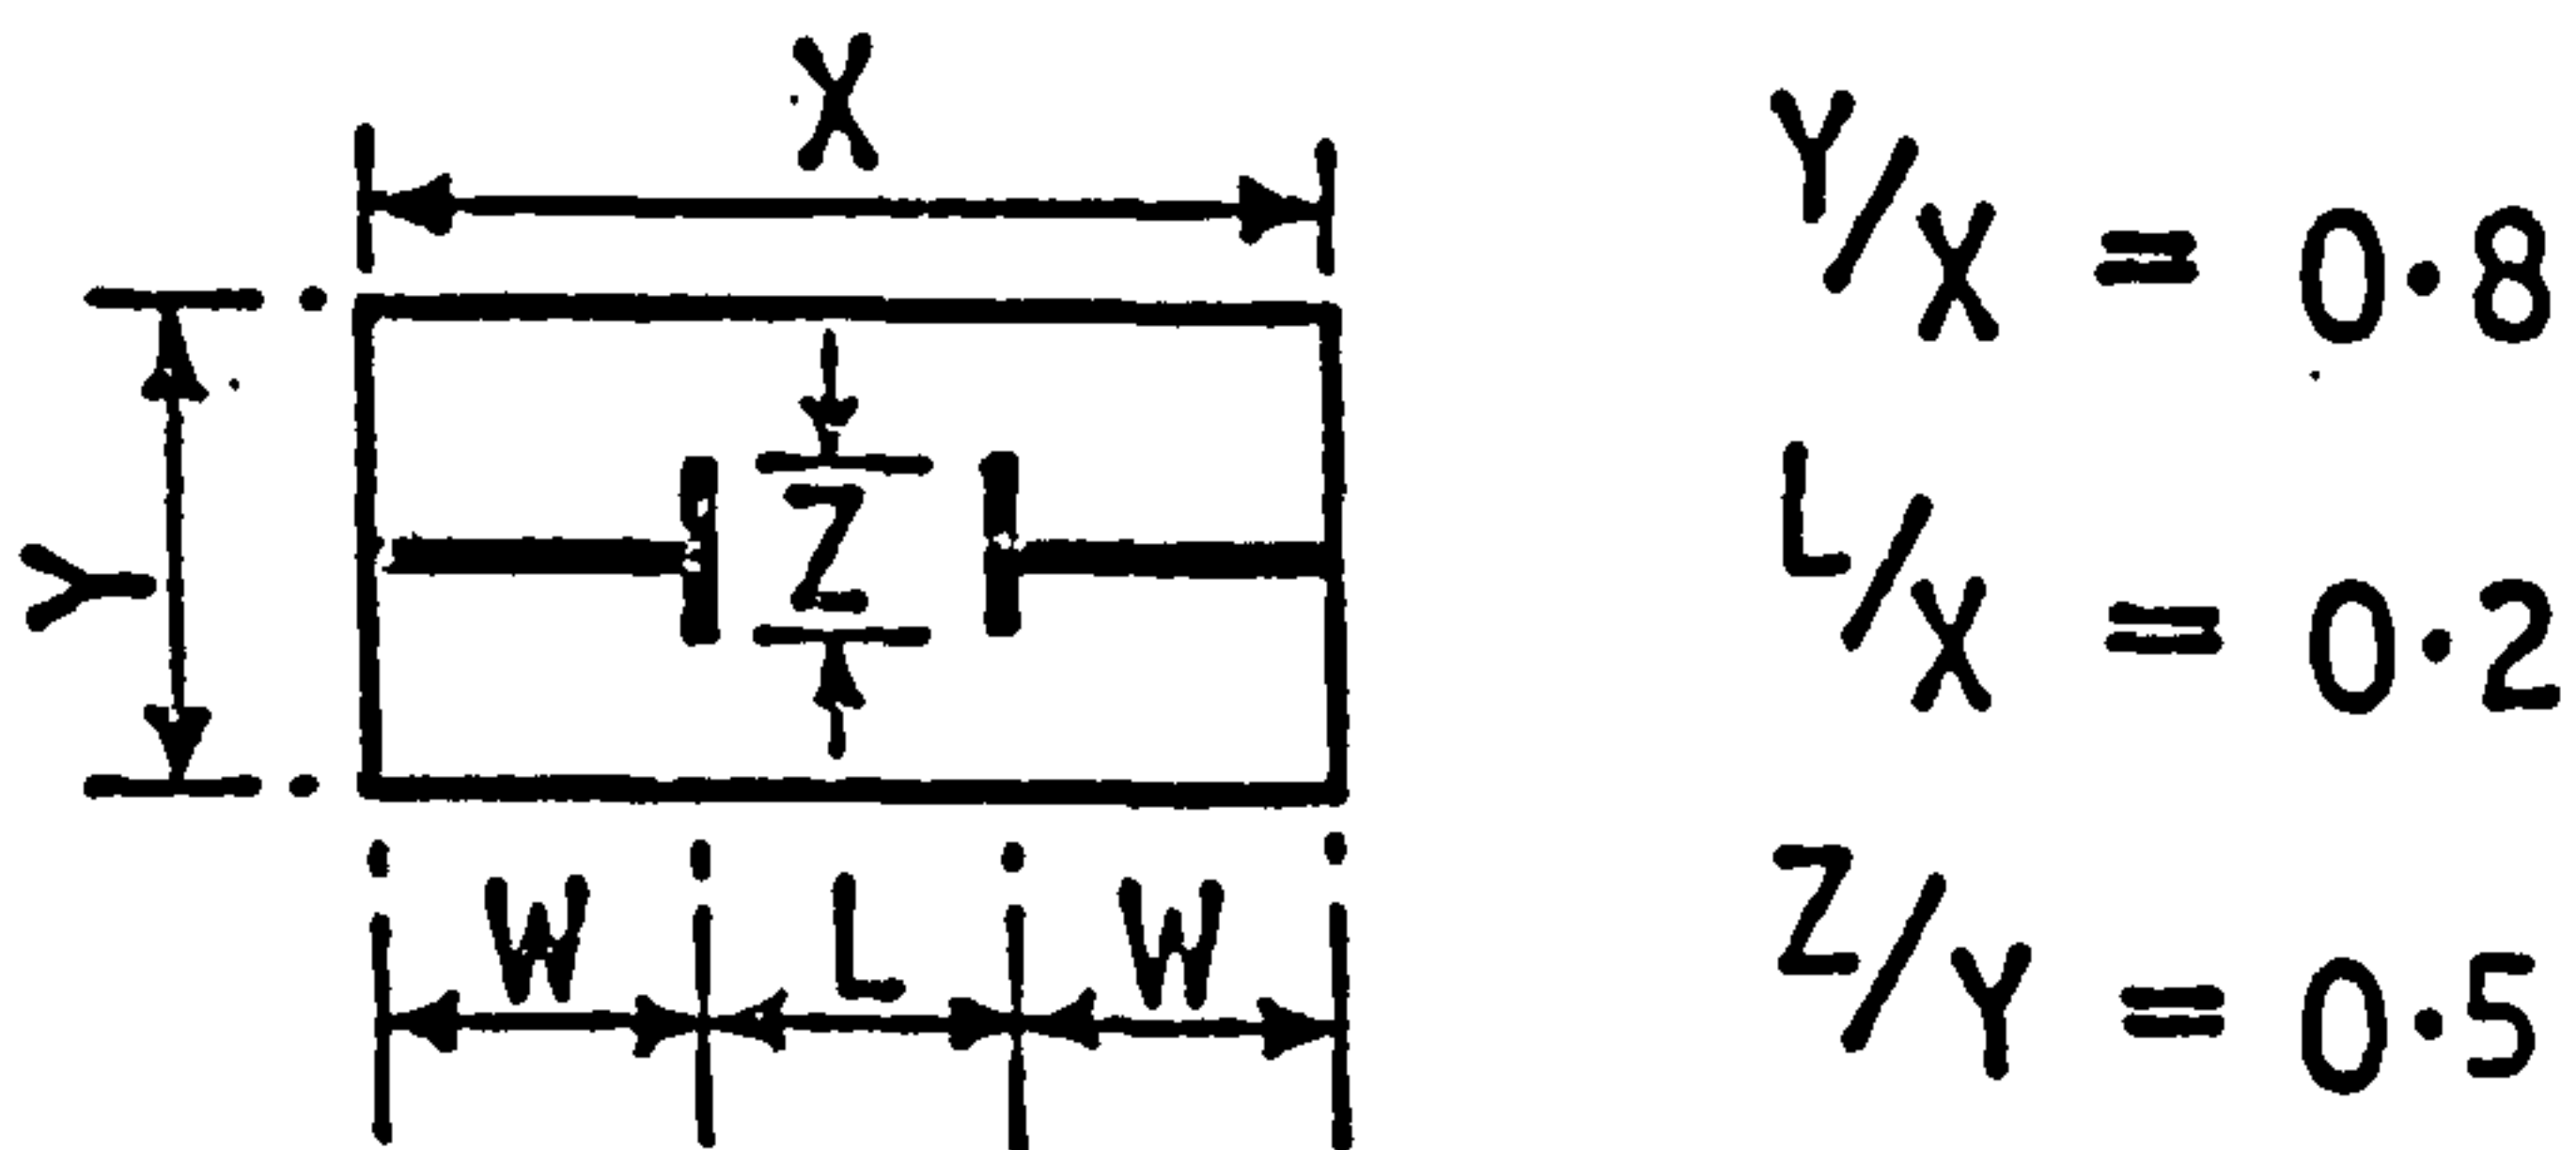 X
Y/X = 0·8
Z
L/X = 0·2
Y
W L W
Z/Y = 0·5